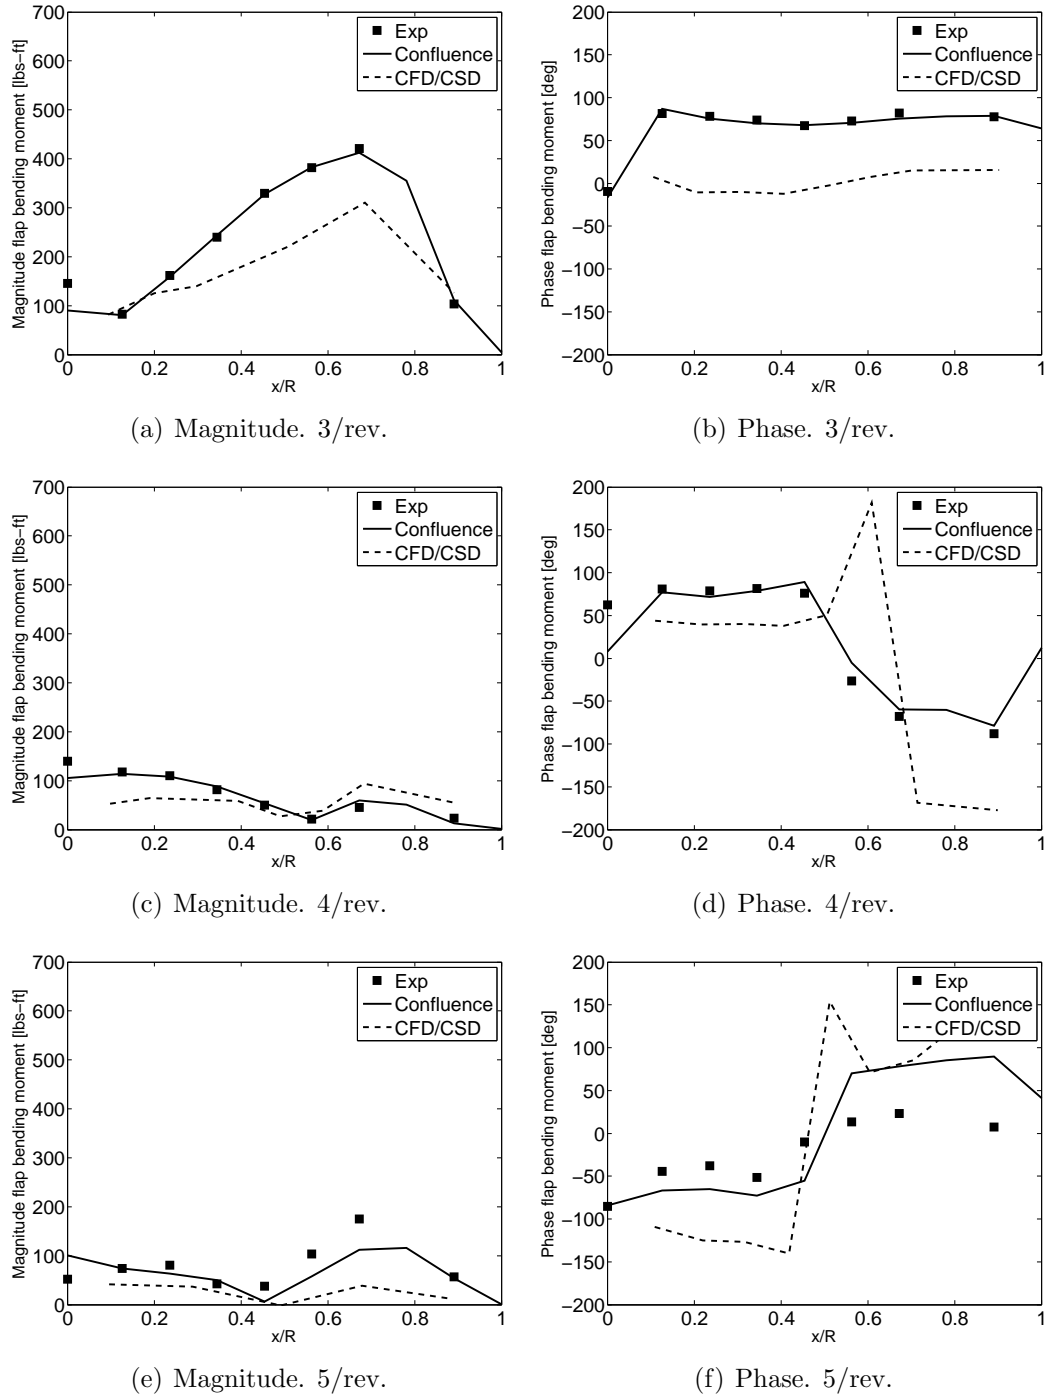 700
600
500
400
300
200
100
0
Magnitude flap bending moment [lbs−ft]
Exp
Confluence
CFD/CSD
0 0.2 0.4 0.6 0.8 1
x/R
(a) Magnitude. 3/rev.
200
150
100
50
0
−50
−100
−150
−200
Phase flap bending moment [deg]
Exp
Confluence
CFD/CSD
0 0.2 0.4 0.6 0.8 1
x/R
(b) Phase. 3/rev.
700
600
500
400
300
200
100
0
Magnitude flap bending moment [lbs−ft]
Exp
Confluence
CFD/CSD
0 0.2 0.4 0.6 0.8 1
x/R
(c) Magnitude. 4/rev.
200
150
100
50
0
−50
−100
−150
−200
Phase flap bending moment [deg]
Exp
Confluence
CFD/CSD
0 0.2 0.4 0.6 0.8 1
x/R
(d) Phase. 4/rev.
700
600
500
400
300
200
100
0
Magnitude flap bending moment [lbs−ft]
Exp
Confluence
CFD/CSD
0 0.2 0.4 0.6 0.8 1
x/R
(e) Magnitude. 5/rev.
200
150
100
50
0
−50
−100
−150
−200
Phase flap bending moment [deg]
Exp
Confluence
CFD/CSD
0 0.2 0.4 0.6 0.8 1
x/R
(f) Phase. 5/rev.